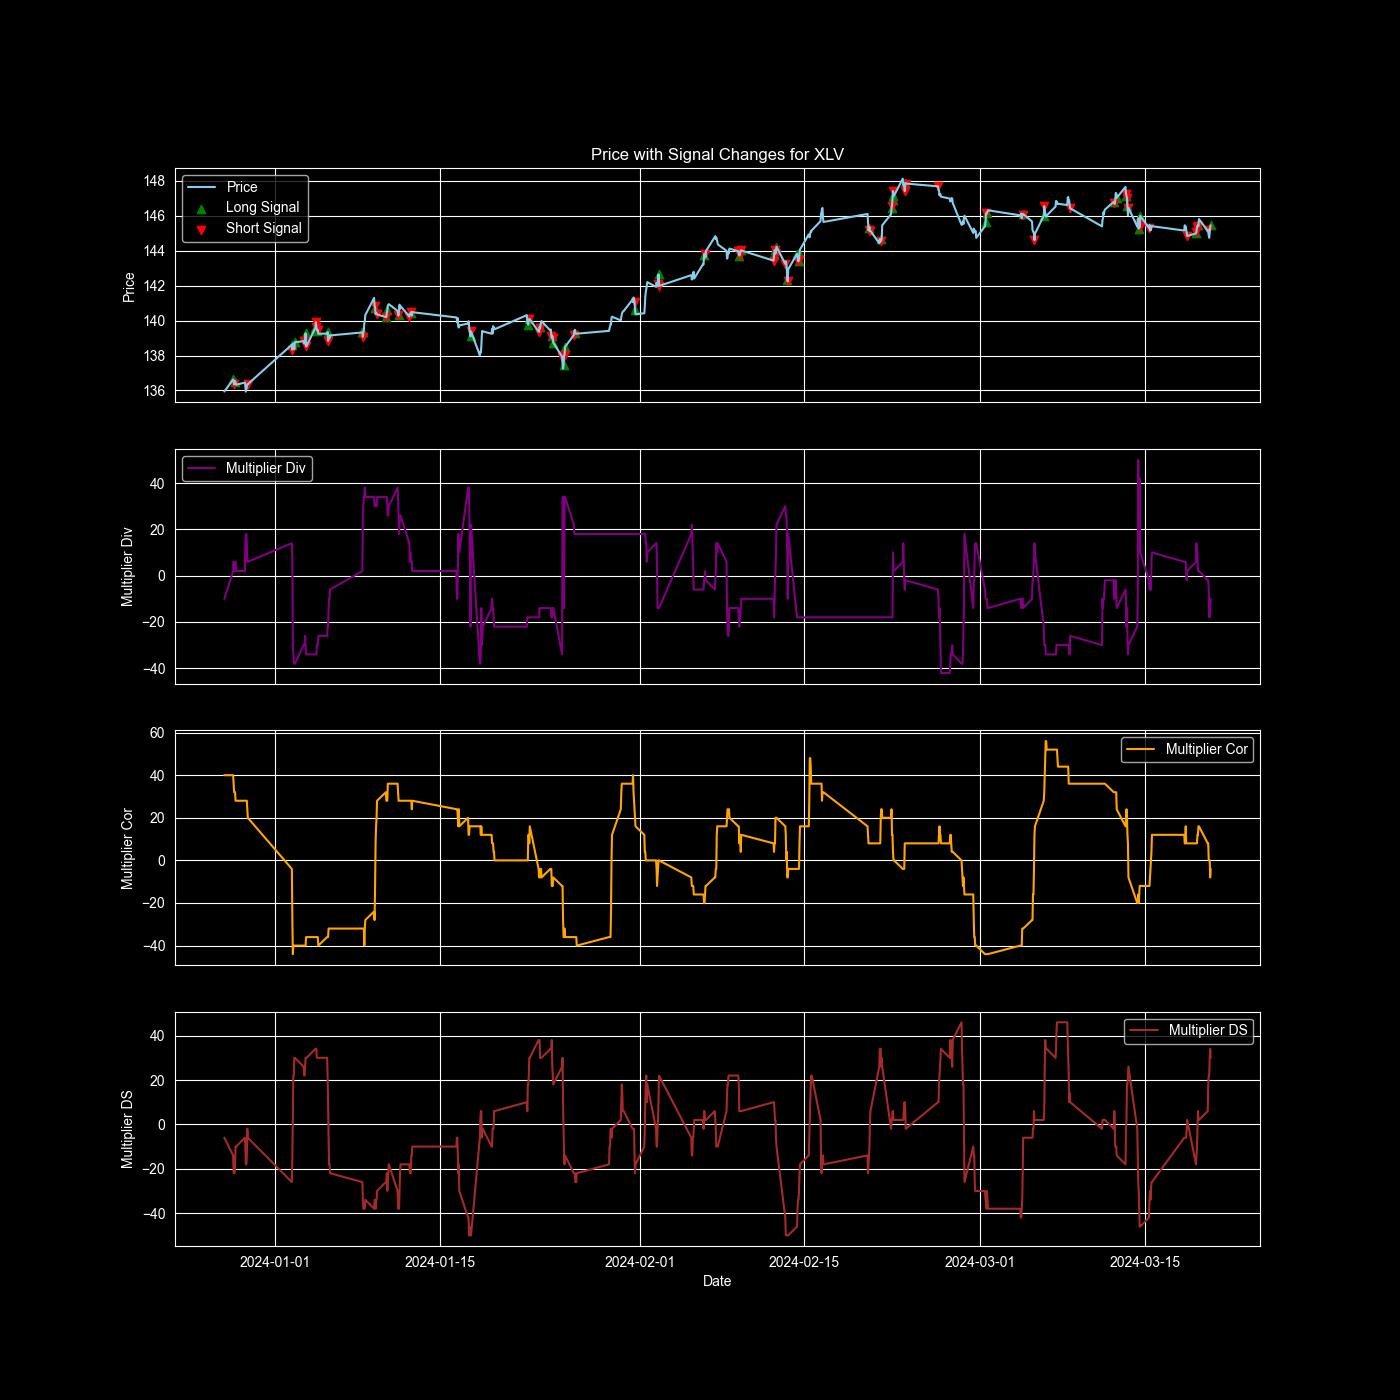 Price with Signal Changes for XLV
148
146
144
142
140
138
136
Price
Price
Long Signal
Short Signal
40
20
0
−20
−40
Multiplier Div
Multiplier Div
60
40
20
0
−20
−40
Multiplier Cor
Multiplier Cor
40
20
0
−20
−40
Multiplier DS
Multiplier DS
2024-01-01 2024-01-15 2024-02-01 2024-02-15 2024-03-01 2024-03-15
Date